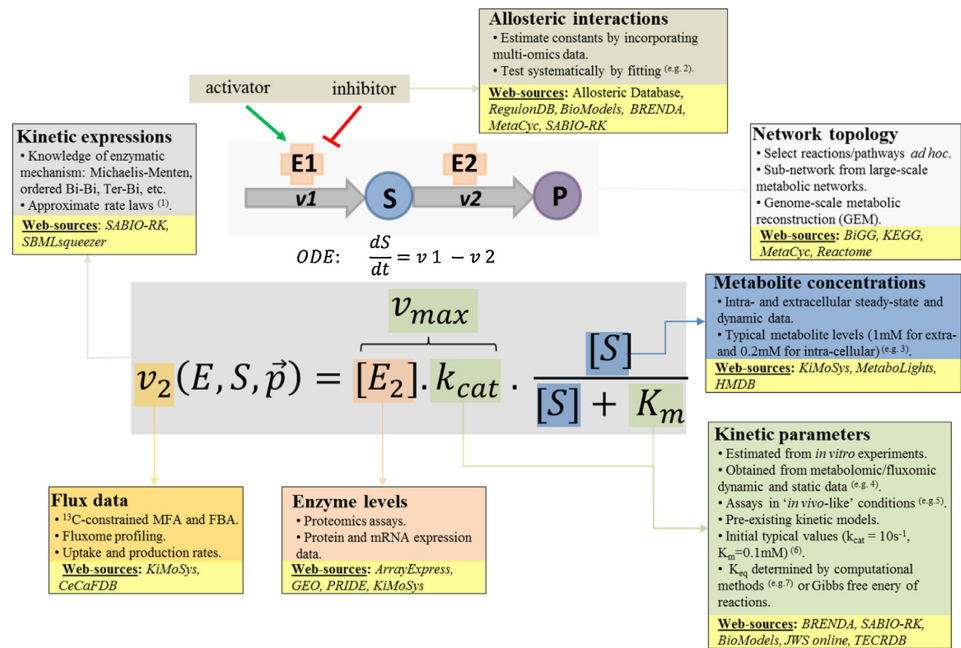 Allosteric interactions
• Estimate constants by incorporating
multi-omics data.
• Test systematically by fitting (e.g. 2).
Web-sources: Allosteric Database,
RegulonDB, BioModels, BRENDA,
MetaCyc, SABIO-RK
activator
inhibitor
Kinetic expressions
• Knowledge of enzymatic
mechanism: Michaelis-Menten,
ordered Bi-Bi, Ter-Bi, etc.
• Approximate rate laws (1).
Web-sources: SABIO-RK,
SBMLsqueezer
E1
E2
v1
S
v2
P
ODE: dS/dt = v 1 − v 2
Network topology
• Select reactions/pathways ad hoc.
• Sub-network from large-scale
metabolic networks.
• Genome-scale metabolic
reconstruction (GEM).
Web-sources: BiGG, KEGG,
MetaCyc, Reactome
Metabolite concentrations
• Intra- and extracellular steady-state and
dynamic data.
• Typical metabolite levels (1mM for extra-
and 0.2mM for intra-cellular) (e.g. 3).
Web-sources: KiMoSys, MetaboLights,
HMDB
v_max
v₂(E, S, p⃗) = [E₂]. k_cat . [S] / ([S] + K_m)
Flux data
• ¹³C-constrained MFA and FBA.
• Fluxome profiling.
• Uptake and production rates.
Web-sources: KiMoSys,
CeCaFDB
Enzyme levels
• Proteomics assays.
• Protein and mRNA expression
data.
Web-sources: ArrayExpress,
GEO, PRIDE, KiMoSys
Kinetic parameters
• Estimated from in vitro experiments.
• Obtained from metabolomic/fluxomic
dynamic and static data (e.g. 4).
• Assays in ‘in vivo-like’ conditions (e.g.5).
• Pre-existing kinetic models.
• Initial typical values (k_cat = 10s⁻¹,
K_m=0.1mM) (6).
• K_eq determined by computational
methods (e.g.7) or Gibbs free enery of
reactions.
Web-sources: BRENDA, SABIO-RK,
BioModels, JWS online, TECRDB